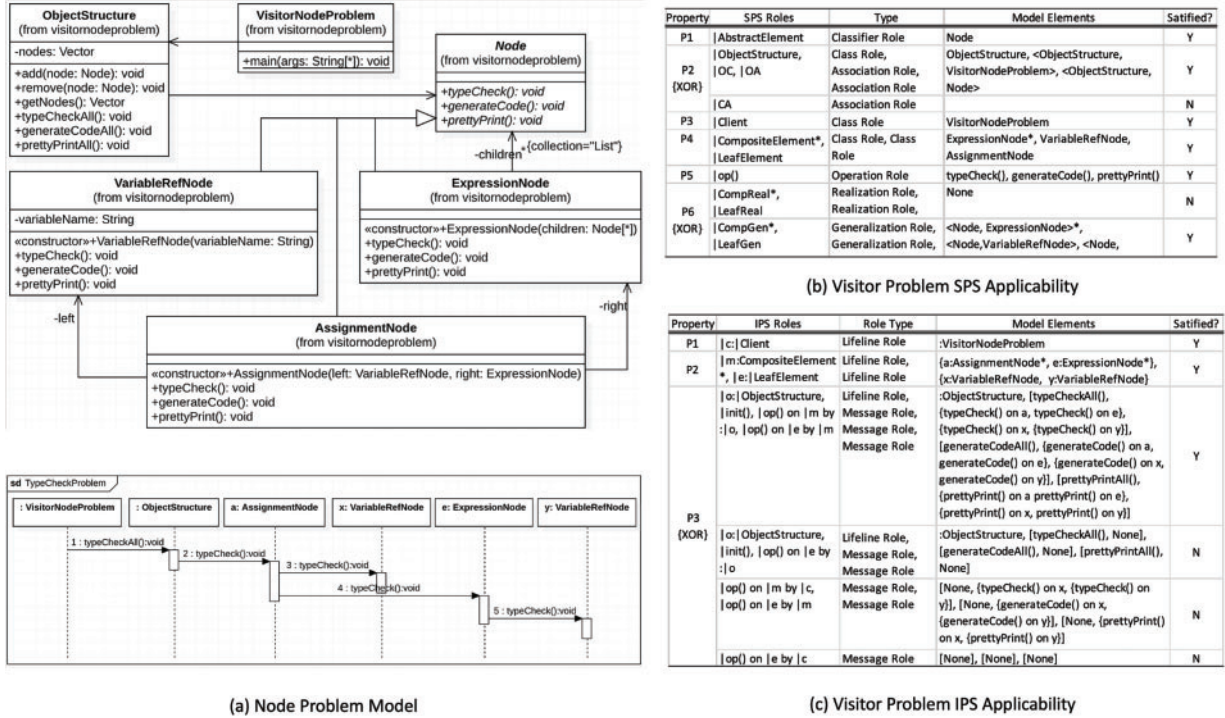 ObjectStructure
(from visitornodeproblem)
-nodes: Vector
+add(node: Node): void
+remove(node: Node): void
+getNodes(): Vector
+typeCheckAll(): void
+generateCodeAll(): void
+prettyPrintAll(): void
VisitorNodeProblem
(from visitornodeproblem)
+main(args: String[*]): void
Node
(from visitornodeproblem)
+typeCheck(): void
+generateCode(): void
+prettyPrint(): void
-children
*{collection="List"}
VariableRefNode
(from visitornodeproblem)
-variableName: String
«constructor»+VariableRefNode(variableName: String)
+typeCheck(): void
+generateCode(): void
+prettyPrint(): void
ExpressionNode
(from visitornodeproblem)
«constructor»+ExpressionNode(children: Node[*])
+typeCheck(): void
+generateCode(): void
+prettyPrint(): void
-left
-right
AssignmentNode
(from visitornodeproblem)
«constructor»+AssignmentNode(left: VariableRefNode, right: ExpressionNode)
+typeCheck(): void
+generateCode(): void
+prettyPrint(): void
sd TypeCheckProblem
: VisitorNodeProblem : ObjectStructure a: AssignmentNode x: VariableRefNode e: ExpressionNode y: VariableRefNode
1 : typeCheckAll():void
2 : typeCheck():void
3 : typeCheck():void
4 : typeCheck():void
5 : typeCheck():void
(a) Node Problem Model
Property SPS Roles Type Model Elements Satified?
P1 |AbstractElement Classifier Role Node Y
P2 {XOR} |ObjectStructure, Class Role, ObjectStructure, <ObjectStructure,
|OC, |OA Association Role, VisitorNodeProblem>, <ObjectStructure, Y
Association Role Node>
|CA Association Role N
P3 |Client Class Role VisitorNodeProblem Y
P4 |CompositeElement*, Class Role, Class ExpressionNode*, VariableRefNode, Y
|LeafElement Role AssignmentNode
P5 |op() Operation Role typeCheck(), generateCode(), prettyPrint() Y
P6 {XOR} |CompReal*, Realization Role, None N
|LeafReal Realization Role,
|CompGen*, Generalization Role, <Node, ExpressionNode>*, Y
|LeafGen Generalization Role, <Node,VariableRefNode>, <Node,
(b) Visitor Problem SPS Applicability
Property IPS Roles Role Type Model Elements Satified?
P1 |c:|Client Lifeline Role :VisitorNodeProblem Y
P2 |m:CompositeElement Lifeline Role, {a:AssignmentNode*, e:ExpressionNode*}, Y
*, |e:|LeafElement Lifeline Role {x:VariableRefNode, y:VariableRefNode}
P3 {XOR} |o:|ObjectStructure, Lifeline Role, :ObjectStructure, [typeCheckAll(),
|init(), |op() on |m by Message Role, {typeCheck() on a, typeCheck() on e},
:|o, |op() on |e by |m Message Role, {typeCheck() on x, {typeCheck() on y}],
Message Role [generateCodeAll(), {generateCode() on a,
generateCode() on e}, {generateCode() on x, Y
generateCode() on y}], [prettyPrintAll(),
{prettyPrint() on a prettyPrint() on e},
{prettyPrint() on x, prettyPrint() on y}]
|o:|ObjectStructure, Lifeline Role, :ObjectStructure, [typeCheckAll, None],
|init(), |op() on |e by Message Role, [generateCodeAll, None], [prettyPrintAll(), N
:|o Message Role None]
|op() on |m by |c, Message Role, [None, {typeCheck() on x, {typeCheck() on
|op() on |e by |m Message Role y}], [None, {generateCode() on x,
{generateCode() on y}], [None, {prettyPrint() N
on x, {prettyPrint() on y}]
|op() on |e by |c Message Role [None], [None], [None] N
(c) Visitor Problem IPS Applicability